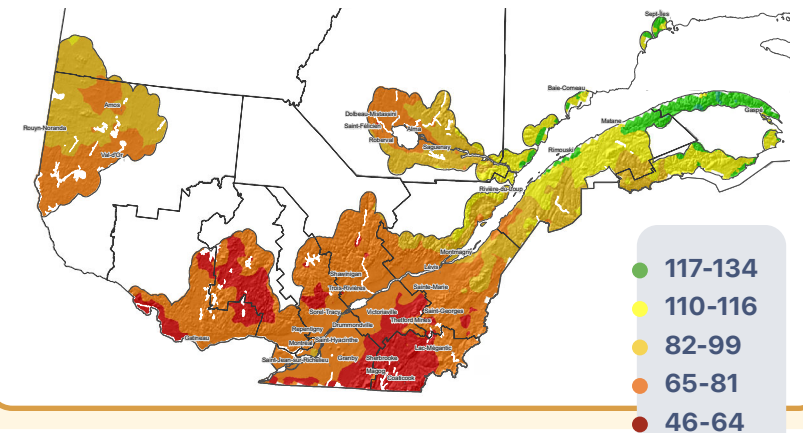 Sept-Îles
Baie-Comeau
Gaspé
Matane
Amos
Dolbeau-Mistassini
Saint-Félicien
Alma
Rouyn-Noranda
Roberval
Saguenay
Val-d'Or
Rimouski
Rivière-du-Loup
Montmagny
Lévis
Shawinigan
Trois-Rivières
Sainte-Marie
Sorel-Tracy
Victoriaville
Saint-Georges
Thetford Mines
Drummondville
Repentigny
Gatineau
Saint-Hyacinthe
Montréal
Lac-Mégantic
Saint-Jean-sur-Richelieu
Granby
Sherbrooke
Magog
Coaticook
117-134
110-116
82-99
65-81
46-64